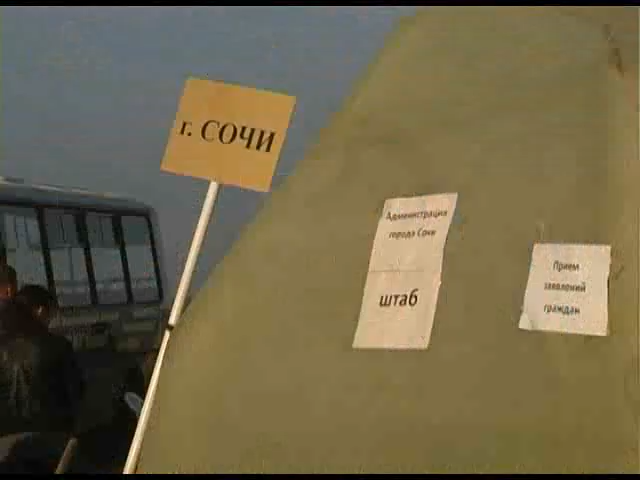 г. СОЧИ
Администрация
города Сочи
штаб
Прием
заявлений
граждан